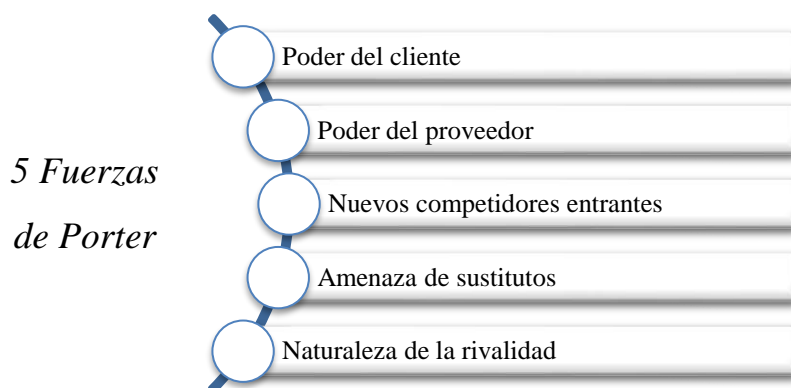 5 Fuerzas
de Porter
Poder del cliente
Poder del proveedor
Nuevos competidores entrantes
Amenaza de sustitutos
Naturaleza de la rivalidad